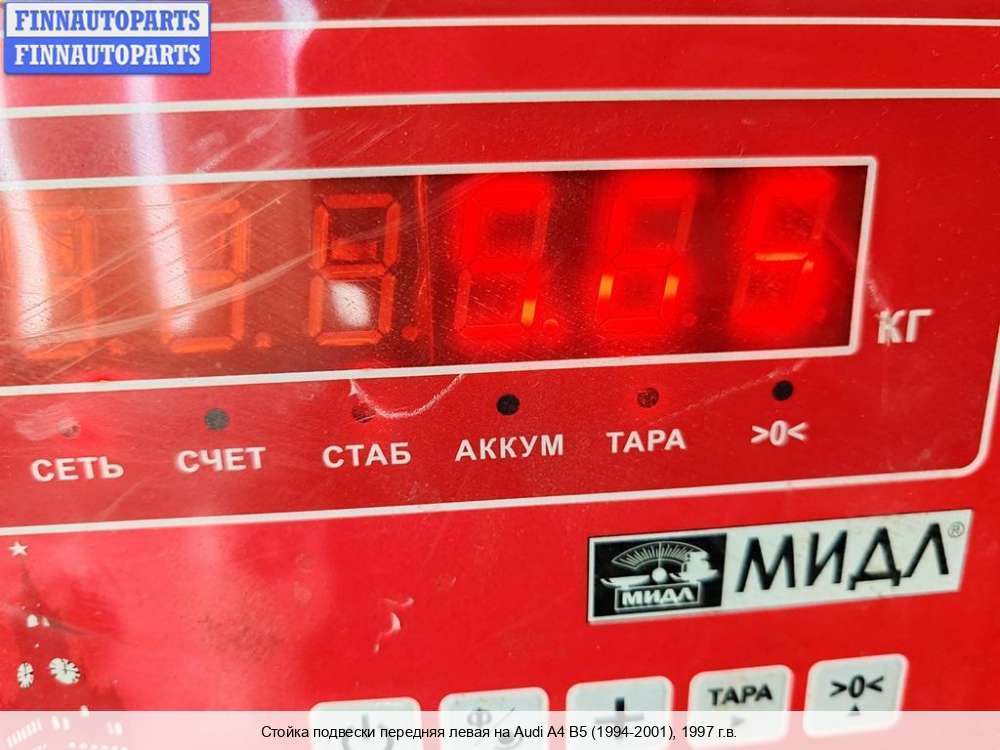 FINNAUTOPARTS
FINNAUTOPARTS
КГ
СЕТЬ СЧЕТ СТАБ АККУМ ТАРА >0<
МИДЛ МИДЛ®
ТАРА >0<
Стойка подвески передняя левая на Audi A4 B5 (1994-2001), 1997 г.в.